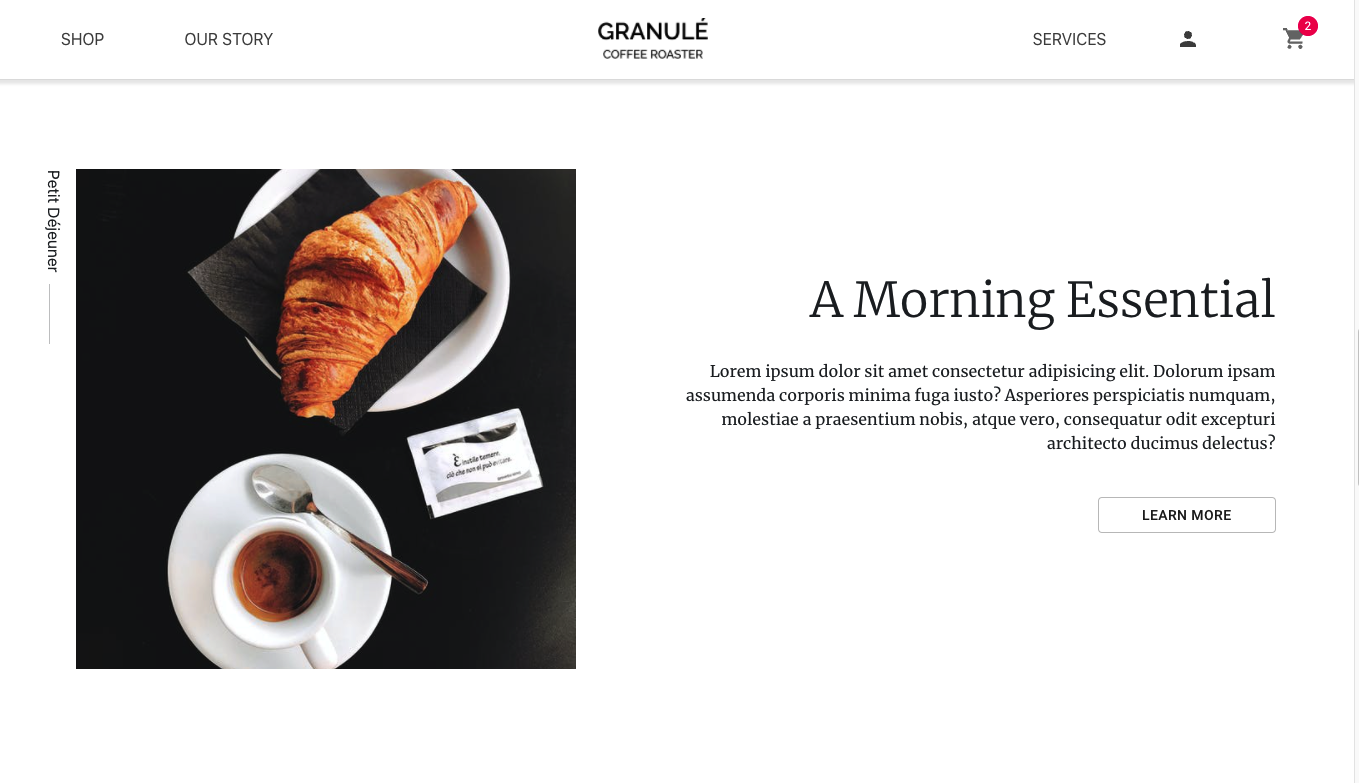 SHOP
OUR STORY
GRANULÉ
COFFEE ROASTER
SERVICES
2
Petit Déjeuner
È inutile temere,
ciò che non si può evitare.
A Morning Essential
Lorem ipsum dolor sit amet consectetur adipisicing elit. Dolorum ipsam
assumenda corporis minima fuga iusto? Asperiores perspiciatis numquam,
molestiae a praesentium nobis, atque vero, consequatur odit excepturi
architecto ducimus delectus?
LEARN MORE